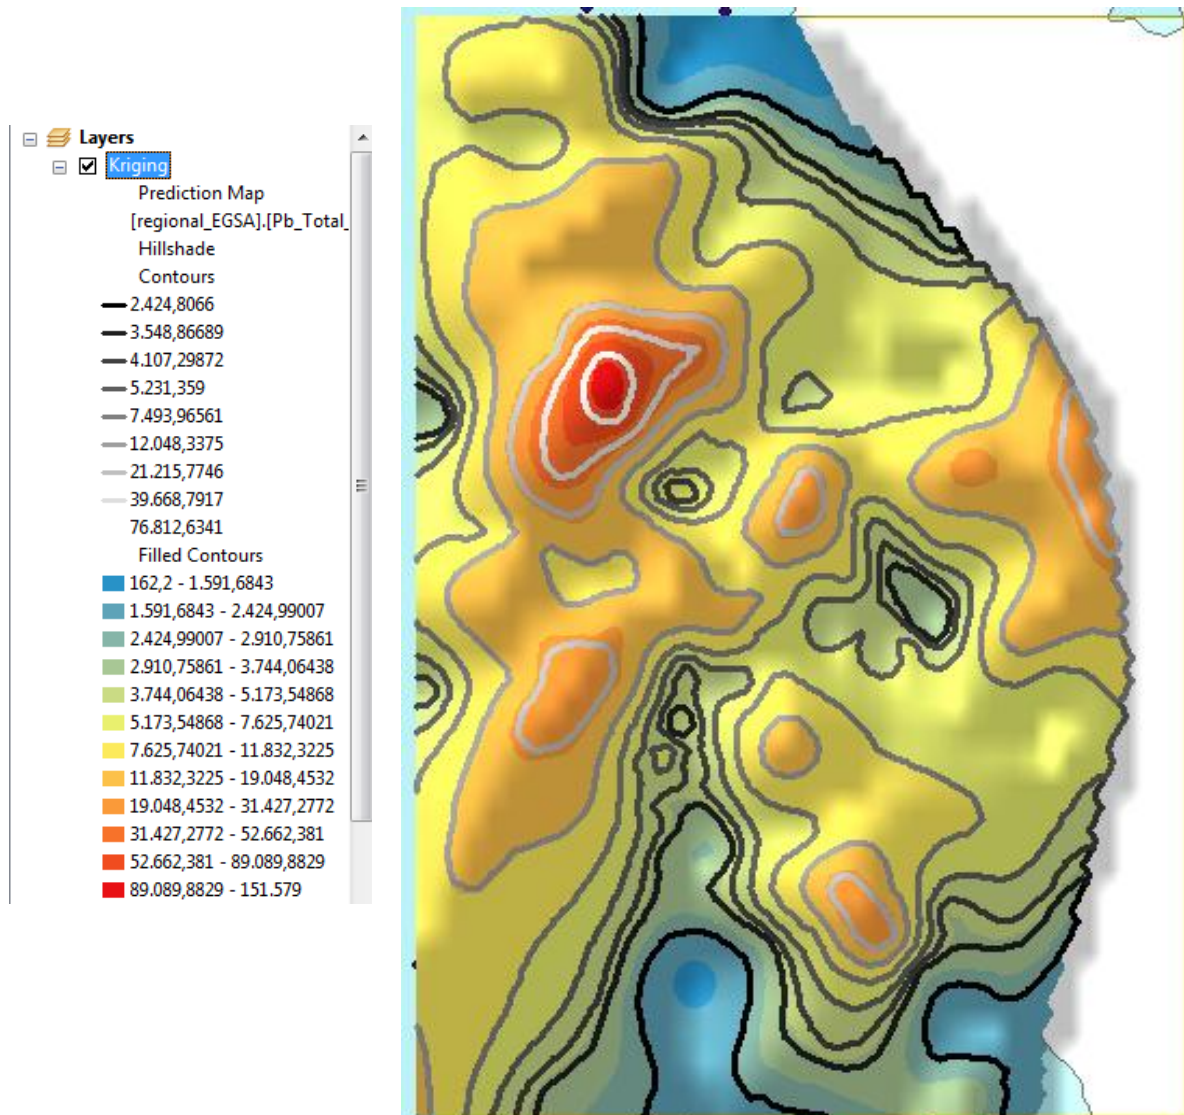 Layers
Kriging
Prediction Map
[regional_EGSA].[Pb_Total_
Hillshade
Contours
2.424,8066
3.548,86689
4.107,29872
5.231,359
7.493,96561
12.048,3375
21.215,7746
39.668,7917
76.812,6341
Filled Contours
162,2 - 1.591,6843
1.591,6843 - 2.424,99007
2.424,99007 - 2.910,75861
2.910,75861 - 3.744,06438
3.744,06438 - 5.173,54868
5.173,54868 - 7.625,74021
7.625,74021 - 11.832,3225
11.832,3225 - 19.048,4532
19.048,4532 - 31.427,2772
31.427,2772 - 52.662,381
52.662,381 - 89.089,8829
89.089,8829 - 151.579